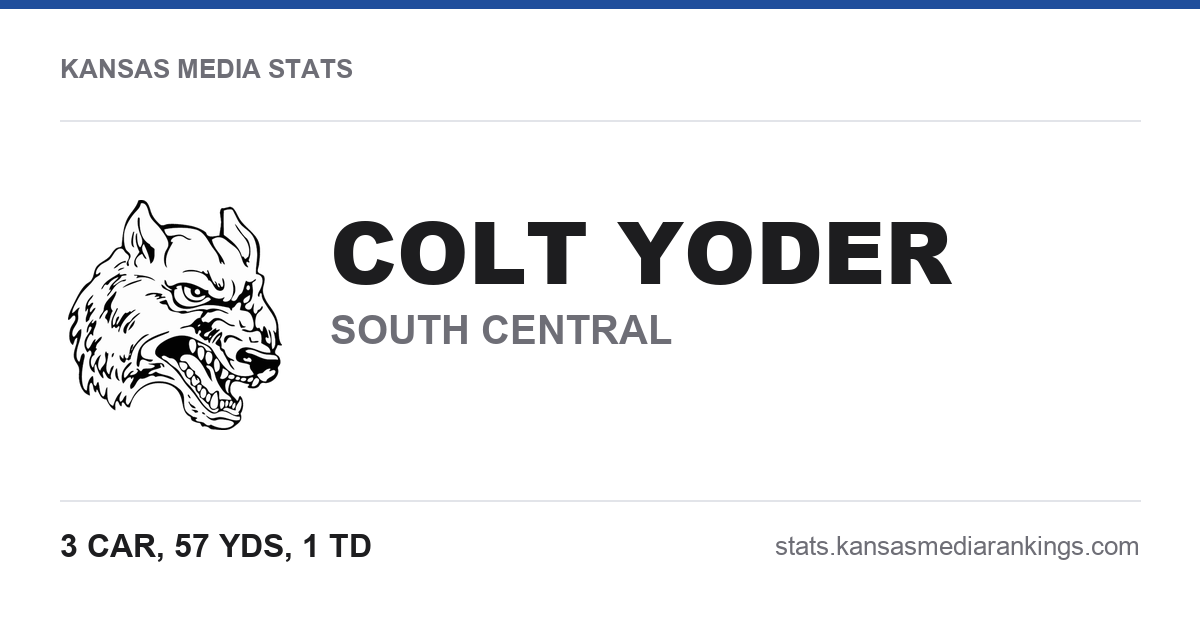 KANSAS MEDIA STATS
COLT YODER
SOUTH CENTRAL
3 CAR, 57 YDS, 1 TD
stats.kansasmediarankings.com